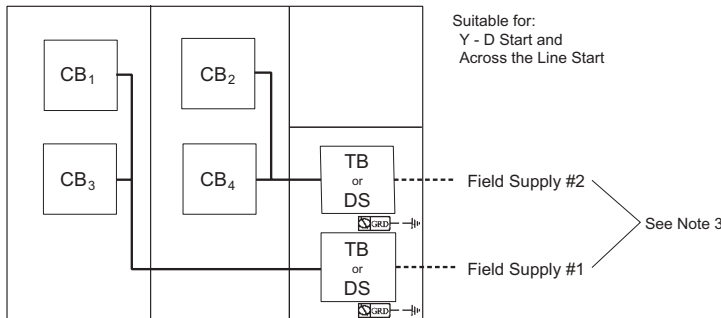 Suitable for:
Y - D Start and
Across the Line Start
CB1
CB2
CB3
CB4
TB
or
DS
Field Supply #2
GRD
See Note 3
TB
or
DS
Field Supply #1
GRD